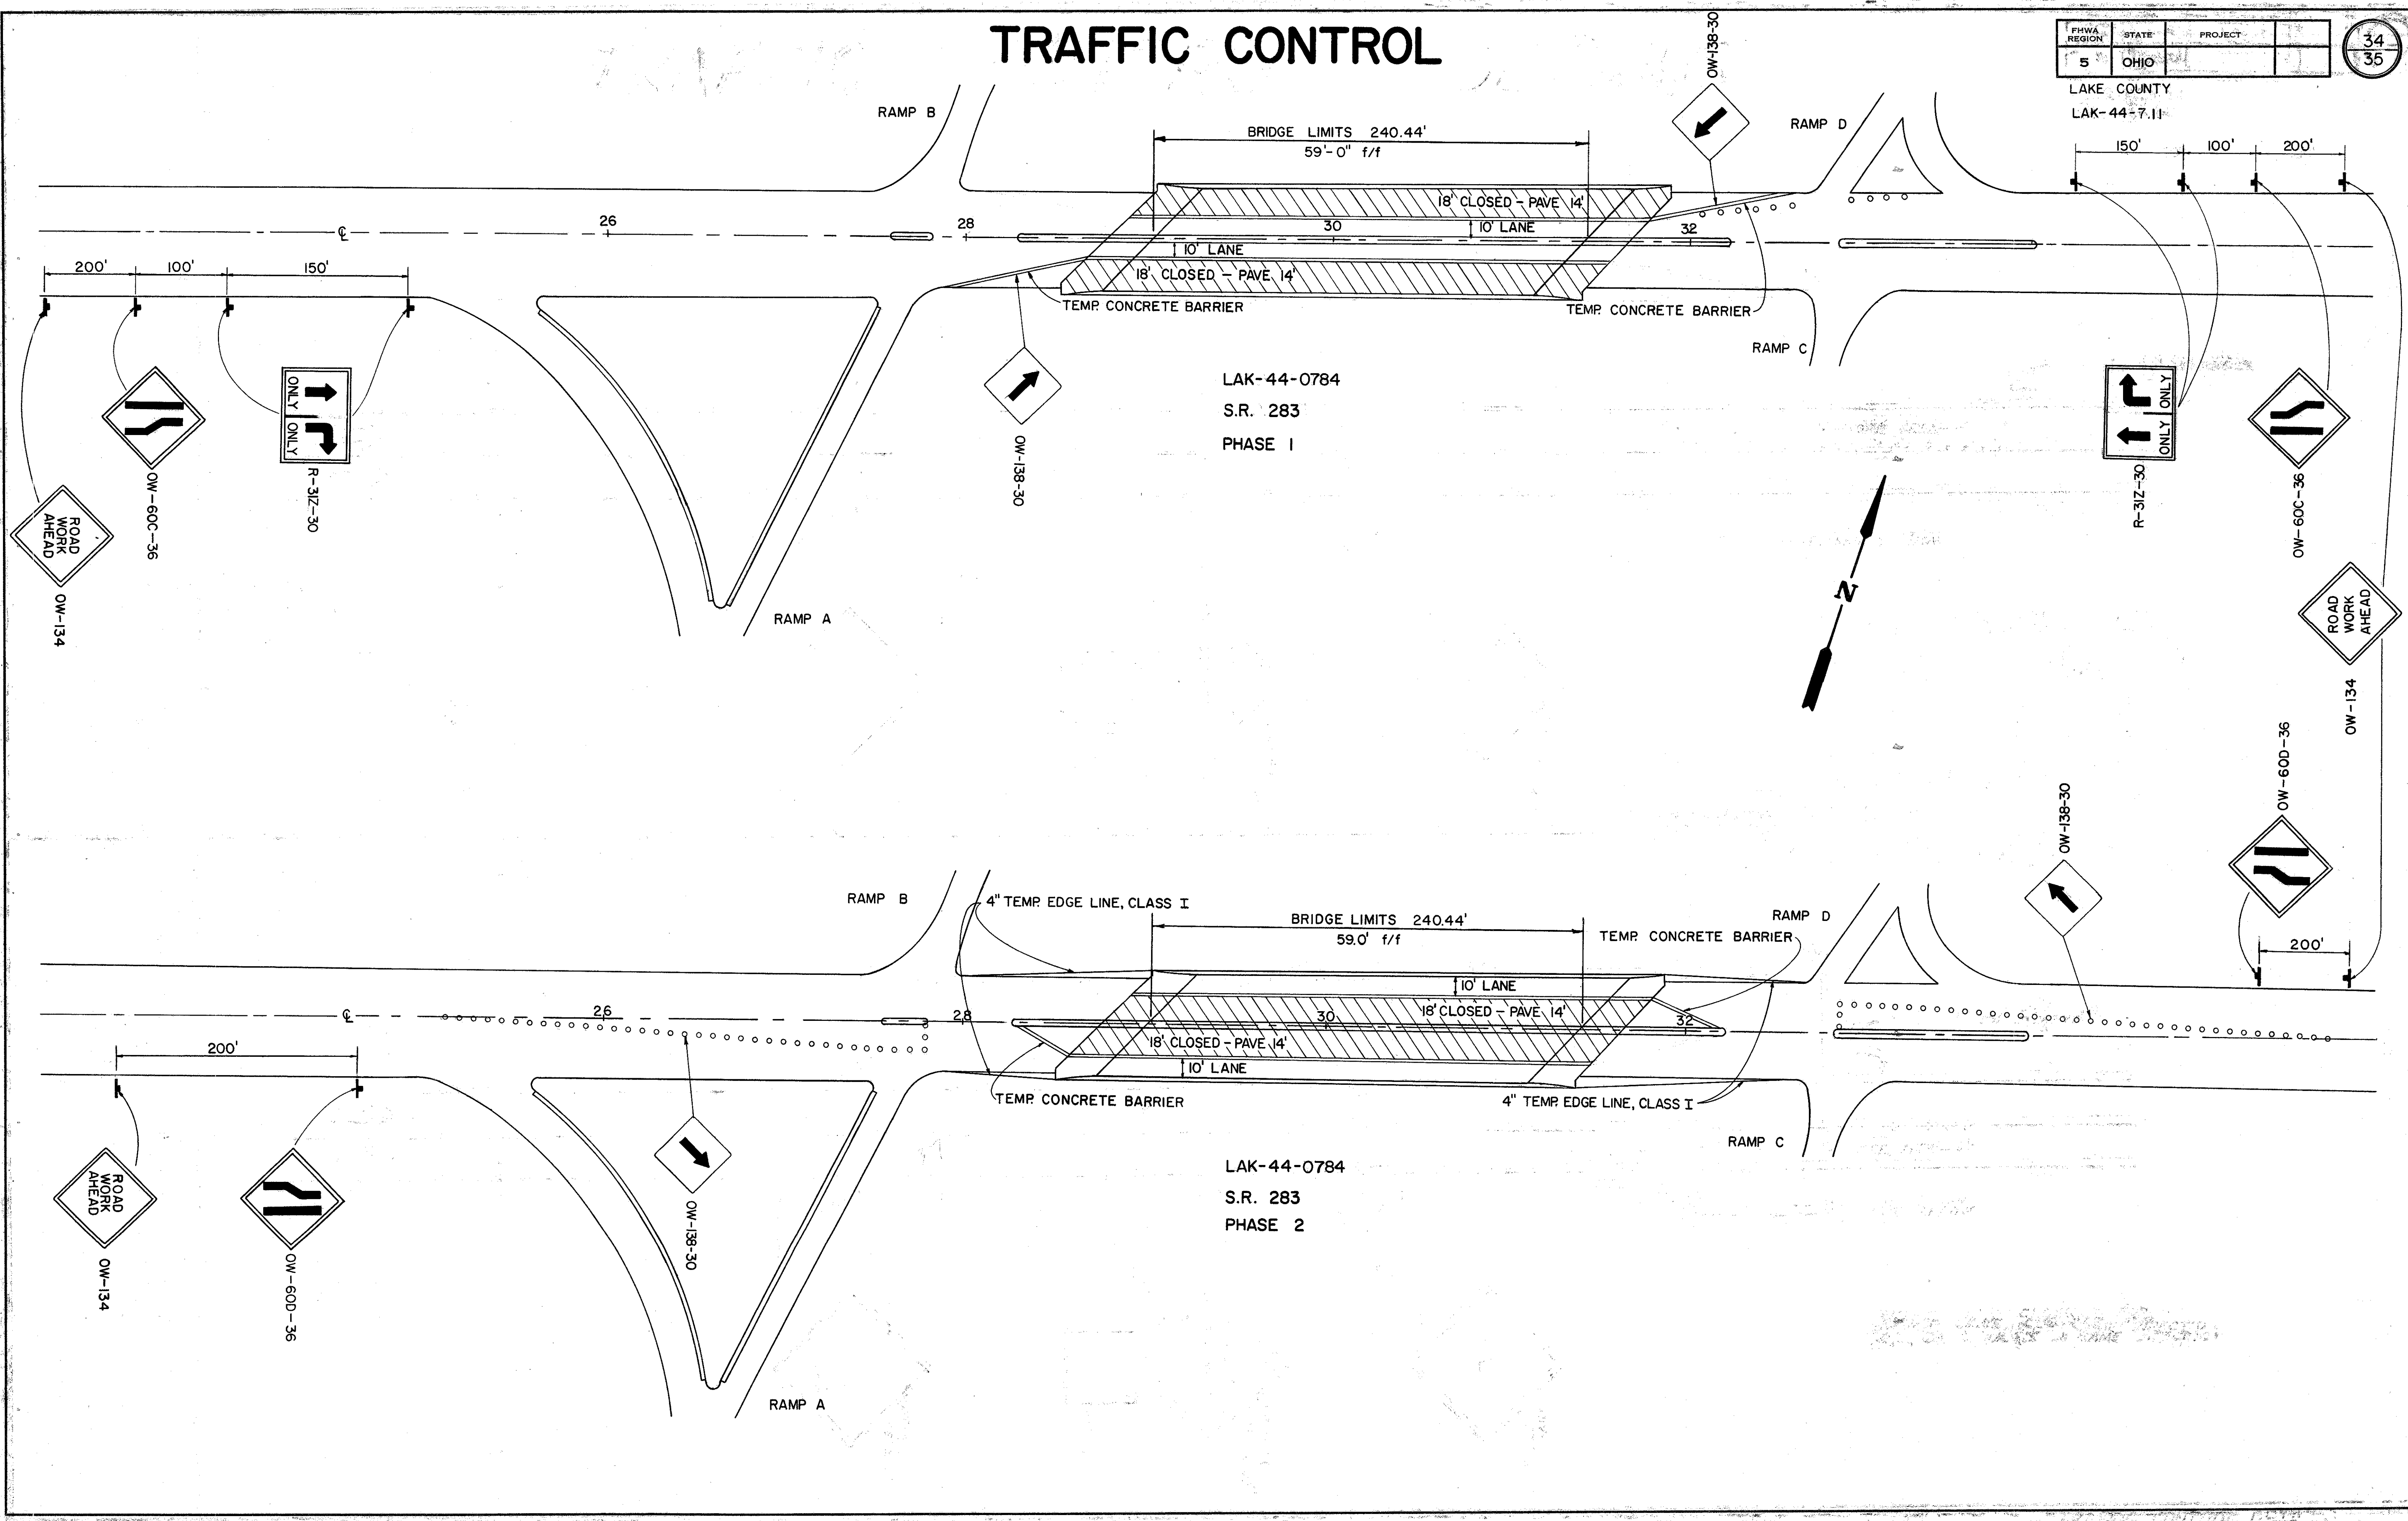 TRAFFIC CONTROL
FHWA REGION STATE PROJECT
5 OHIO
34
35
LAKE COUNTY
LAK-44-7.11
OW-138-30
RAMP B
BRIDGE LIMITS 240.44'
59'-0" f/f
RAMP D
150' 100' 200'
18' CLOSED - PAVE 14'
26 28 30 32
10' LANE
10' LANE
℄
200' 100' 150'
18' CLOSED - PAVE 14'
TEMP. CONCRETE BARRIER
TEMP. CONCRETE BARRIER
RAMP C
LAK-44-0784
S.R. 283
PHASE 1
ONLY ONLY
R-31Z-30
OW-60C-36
ROAD
WORK
AHEAD
OW-134
OW-138-30
RAMP A
ONLY ONLY
R-31Z-30
OW-60C-36
N
ROAD
WORK
AHEAD
OW-134
OW-60D-36
OW-138-30
200'
RAMP B
4" TEMP. EDGE LINE, CLASS I
BRIDGE LIMITS 240.44'
59.0' f/f
RAMP D
TEMP. CONCRETE BARRIER
10' LANE
18' CLOSED - PAVE 14'
℄
26 28 30 32
18' CLOSED - PAVE 14'
10' LANE
200'
TEMP. CONCRETE BARRIER
4" TEMP. EDGE LINE, CLASS I
RAMP C
LAK-44-0784
S.R. 283
PHASE 2
ROAD
WORK
AHEAD
OW-134
OW-60D-36
OW-138-30
RAMP A